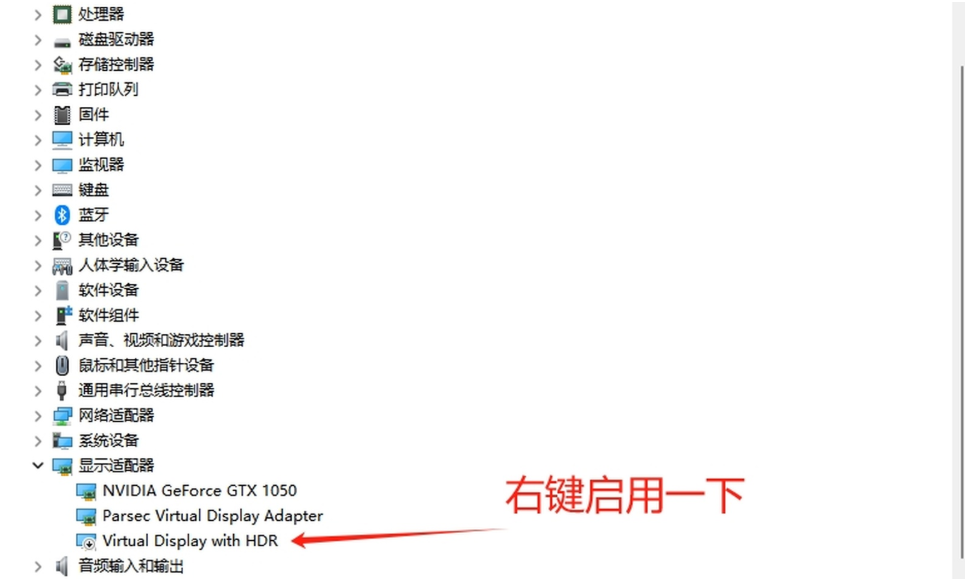 处理器
磁盘驱动器
存储控制器
打印队列
固件
计算机
监视器
键盘
蓝牙
其他设备
人体学输入设备
软件设备
软件组件
声音、视频和游戏控制器
鼠标和其他指针设备
通用串行总线控制器
网络适配器
系统设备
显示适配器
NVIDIA GeForce GTX 1050
右键启用一下
Parsec Virtual Display Adapter
Virtual Display with HDR
音频输入和输出